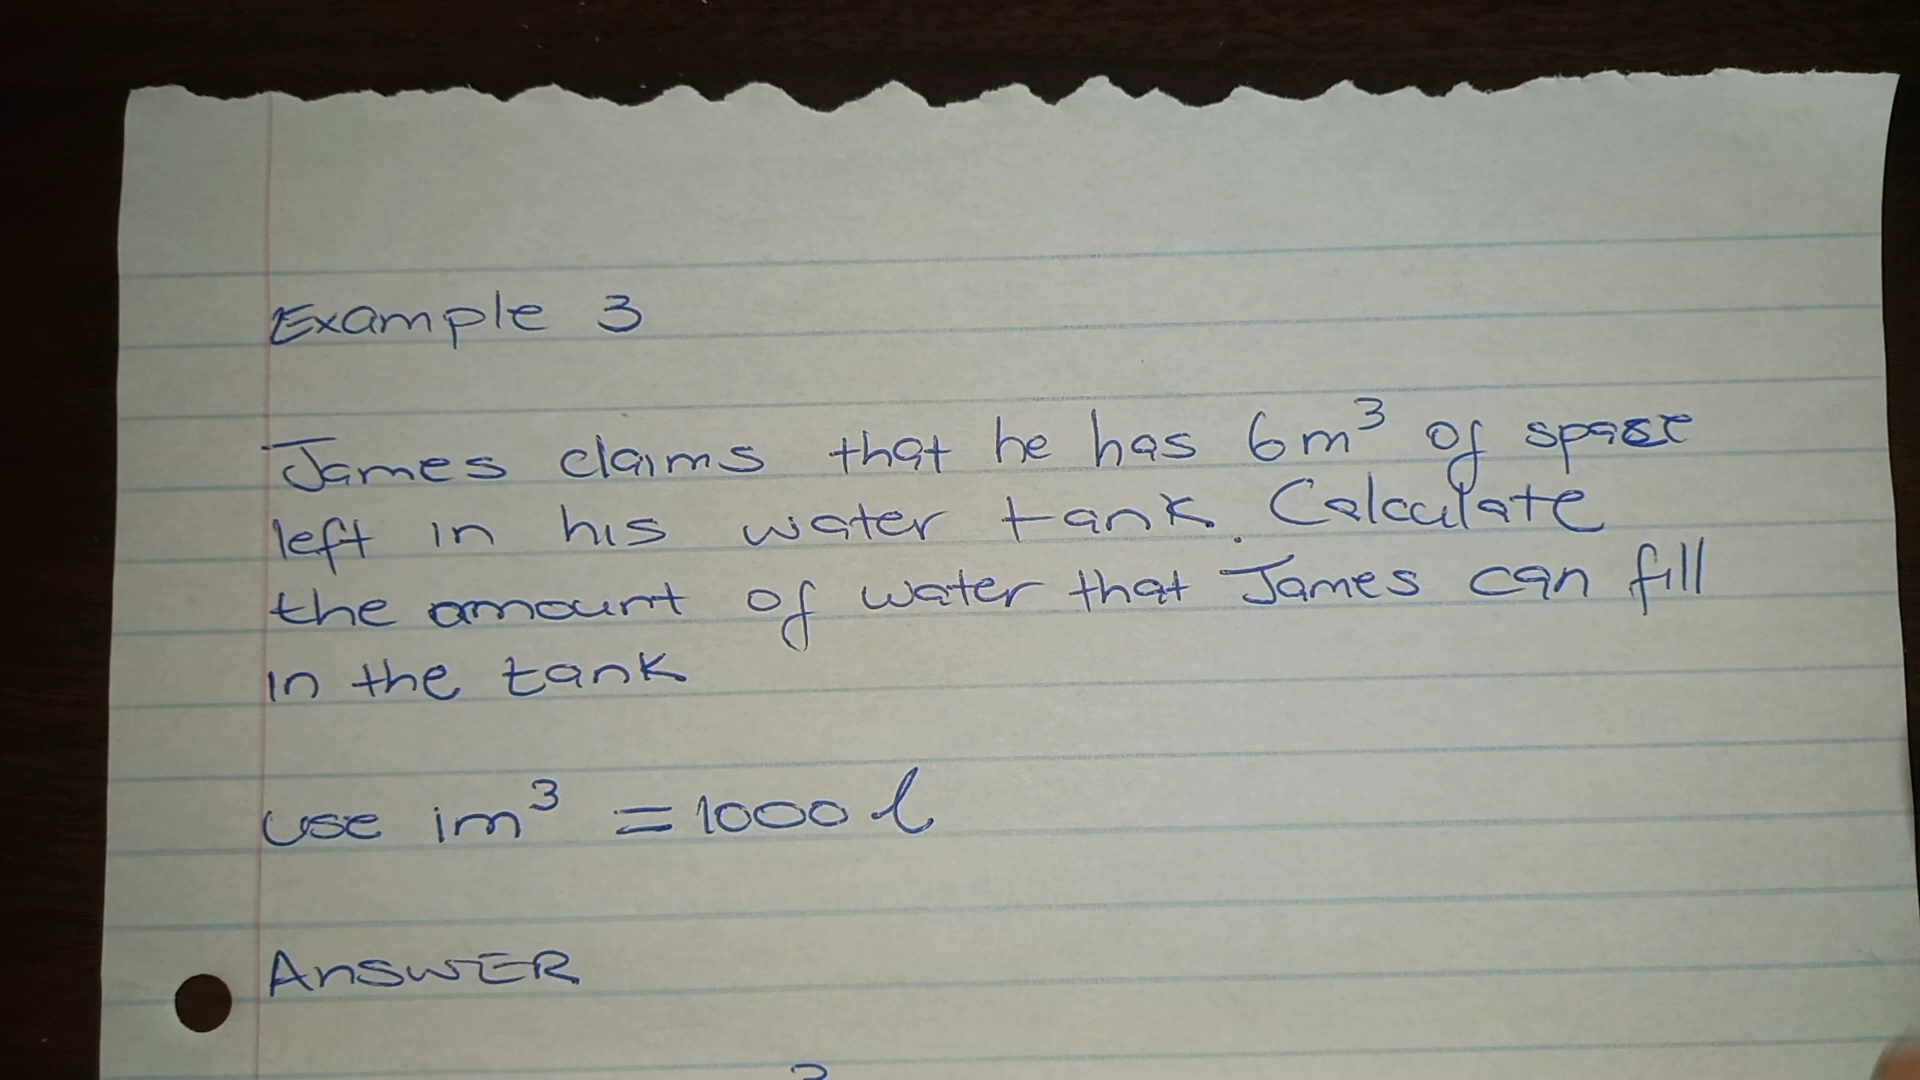 Example 3
James claims that he has 6m³ of space
left in his water tank. Calculate
the amount of water that James can fill
in the tank
use 1m³ = 1000 l
ANSWER